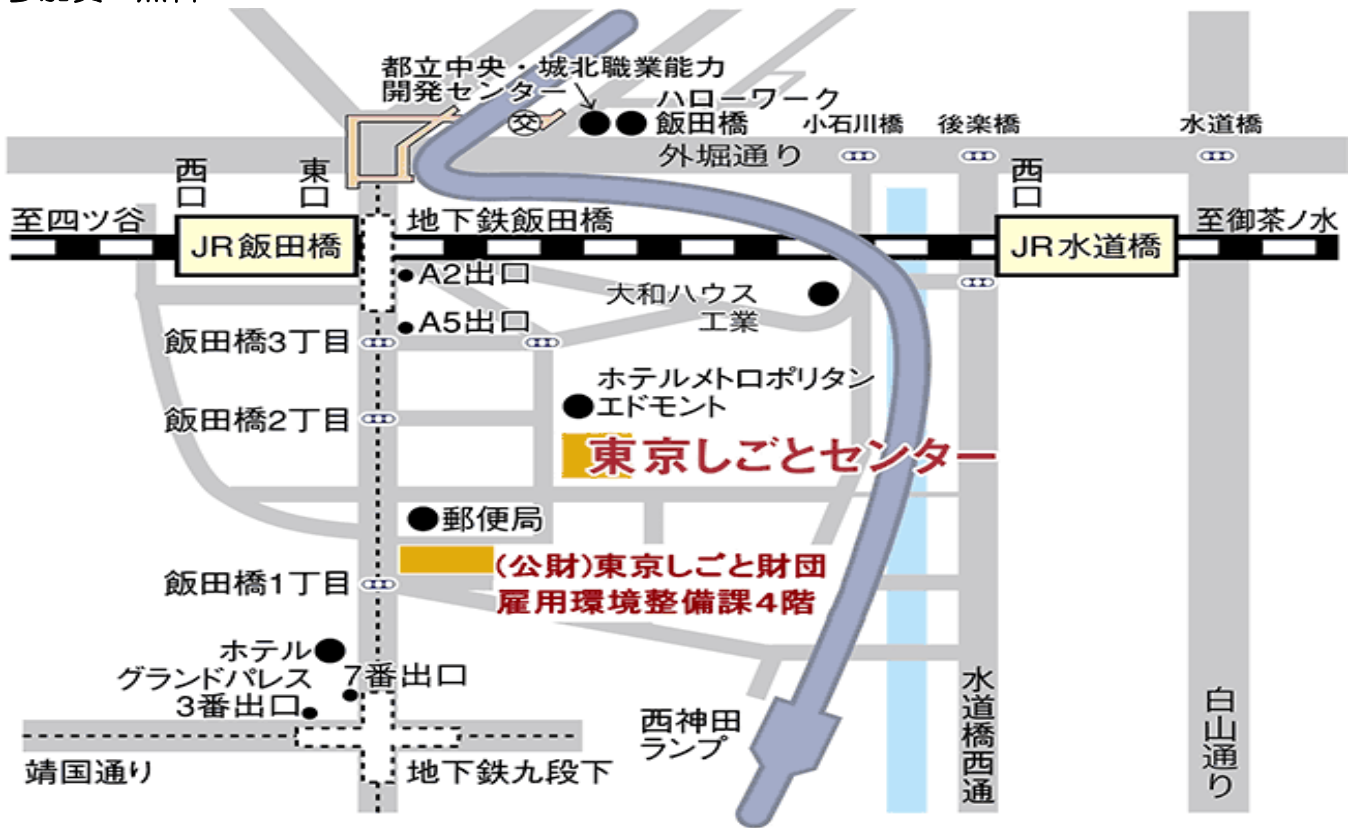 都立中央・城北職業能力
開発センター
交
ハローワーク
飯田橋
小石川橋
後楽橋
水道橋
外堀通り
西口
東口
西口
至四ツ谷
JR飯田橋
地下鉄飯田橋
JR水道橋
至御茶ノ水
A2出口
大和ハウス
工業
A5出口
飯田橋3丁目
ホテルメトロポリタン
エドモント
飯田橋2丁目
東京しごとセンター
郵便局
(公財)東京しごと財団
雇用環境整備課4階
飯田橋1丁目
ホテル
グランドパレス
7番出口
3番出口
西神田
ランプ
水道橋西通
白山通り
靖国通り
地下鉄九段下